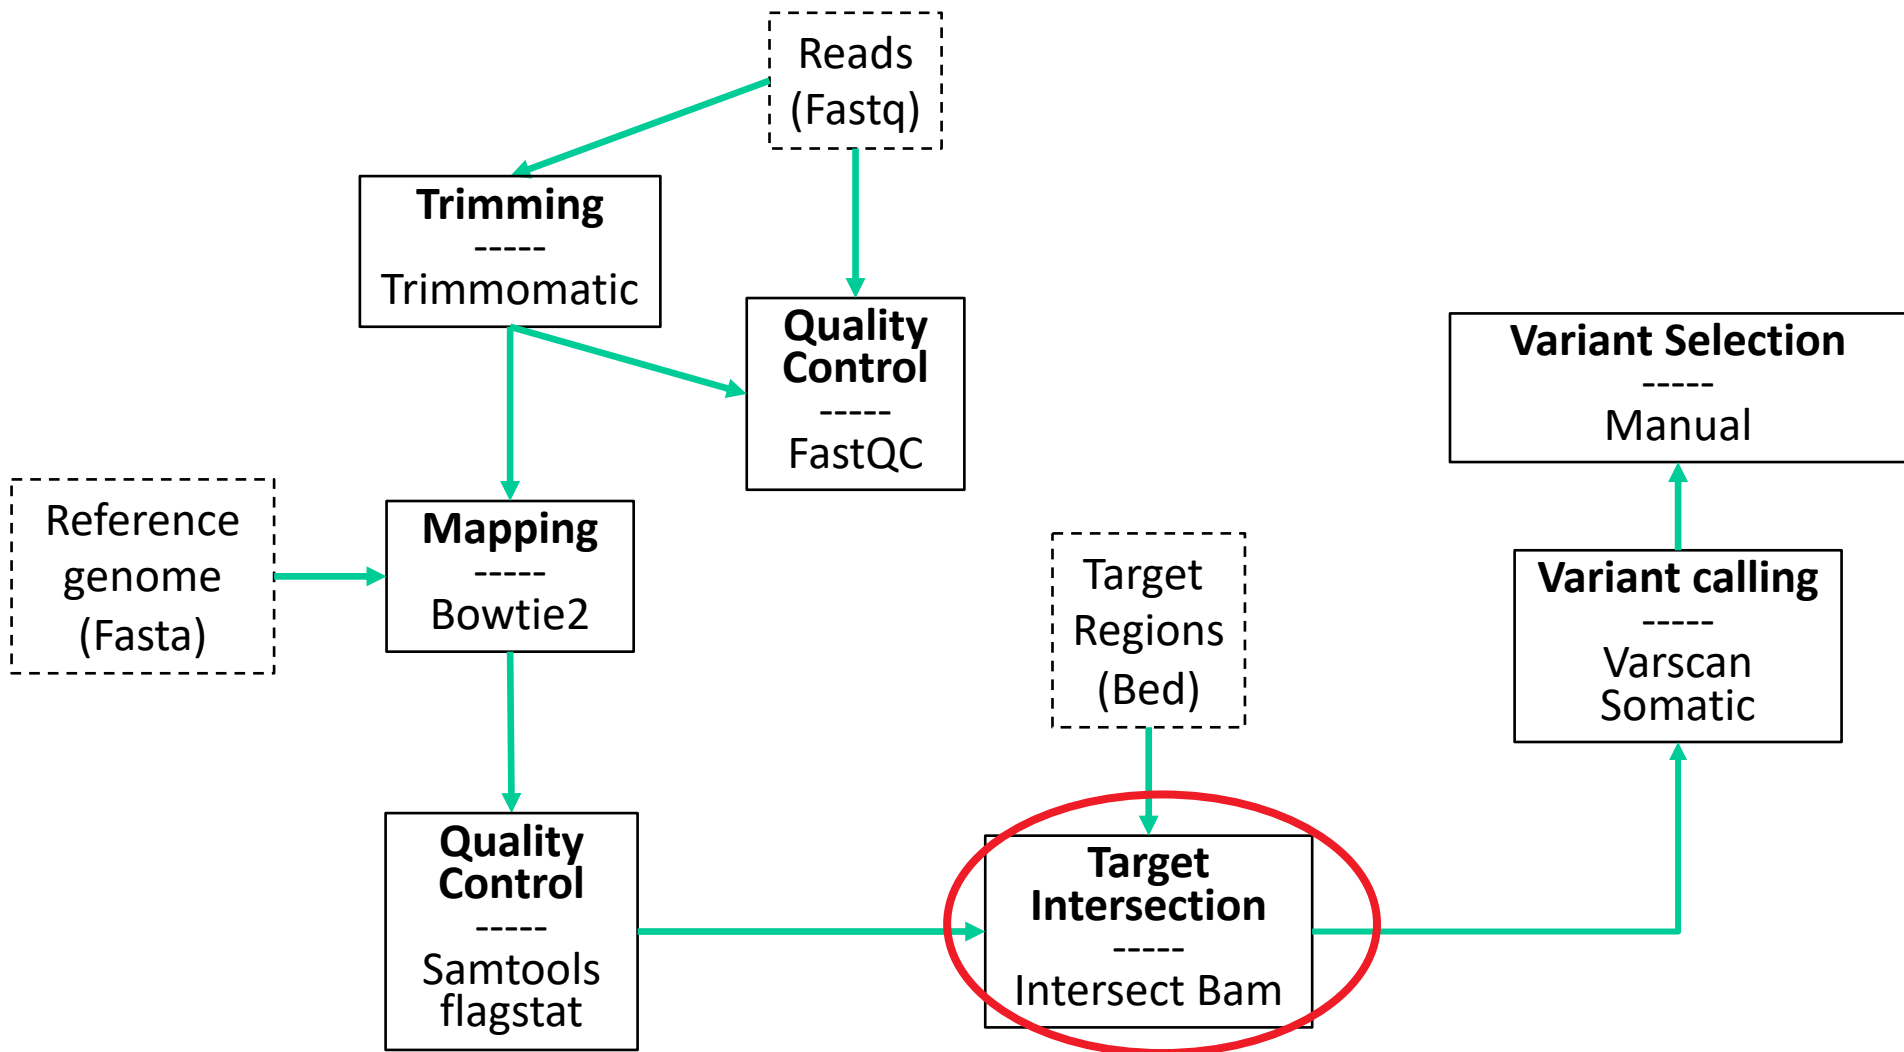 Reads
(Fastq)
Trimming
-----
Trimmomatic
Quality
Control
-----
FastQC
Reference
genome
(Fasta)
Mapping
-----
Bowtie2
Quality
Control
-----
Samtools
flagstat
Target
Regions
(Bed)
Target
Intersection
-----
Intersect Bam
Variant calling
-----
Varscan
Somatic
Variant Selection
-----
Manual